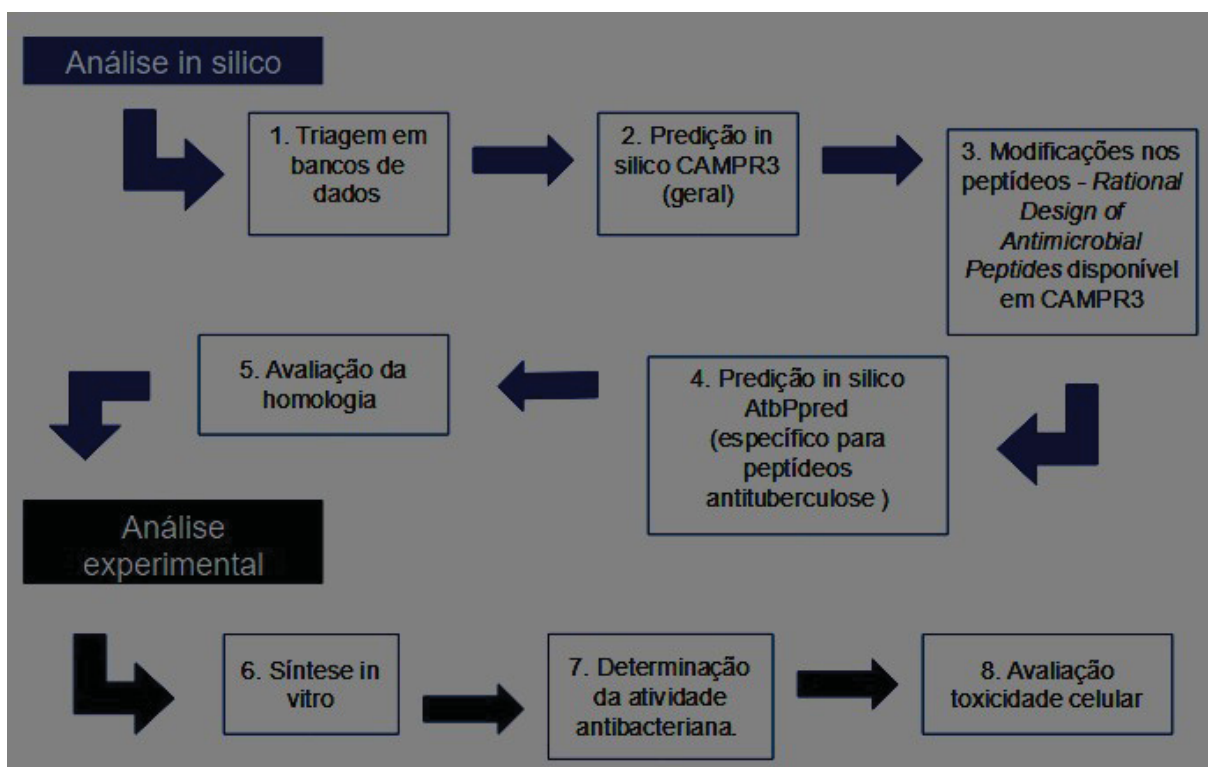 Análise in silico
1. Triagem em
bancos de
dados
2. Predição in
silico CAMPR3
(geral)
3. Modificações nos
peptídeos - Rational
Design of
Antimicrobial
Peptides disponível
em CAMPR3
4. Predição in silico
AtbPpred
(específico para
peptídeos
antituberculose )
5. Avaliação da
homologia
Análise
experimental
6. Síntese in
vitro
7. Determinação
da atividade
antibacteriana.
8. Avaliação
toxicidade celular